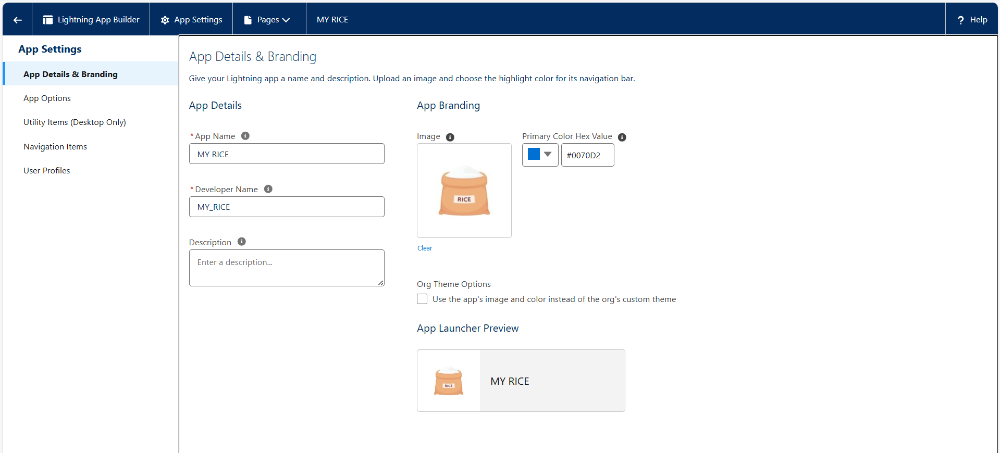 Lightning App Builder
App Settings
Pages
MY RICE
? Help
App Settings
App Details & Branding
App Options
Utility Items (Desktop Only)
Navigation Items
User Profiles
App Details & Branding
Give your Lightning app a name and description. Upload an image and choose the highlight color for its navigation bar.
App Details
* App Name
MY RICE
* Developer Name
MY_RICE
Description
Enter a description...
App Branding
Image
RICE
Clear
Primary Color Hex Value
#0070D2
Org Theme Options
Use the app's image and color instead of the org's custom theme
App Launcher Preview
RICE
MY RICE